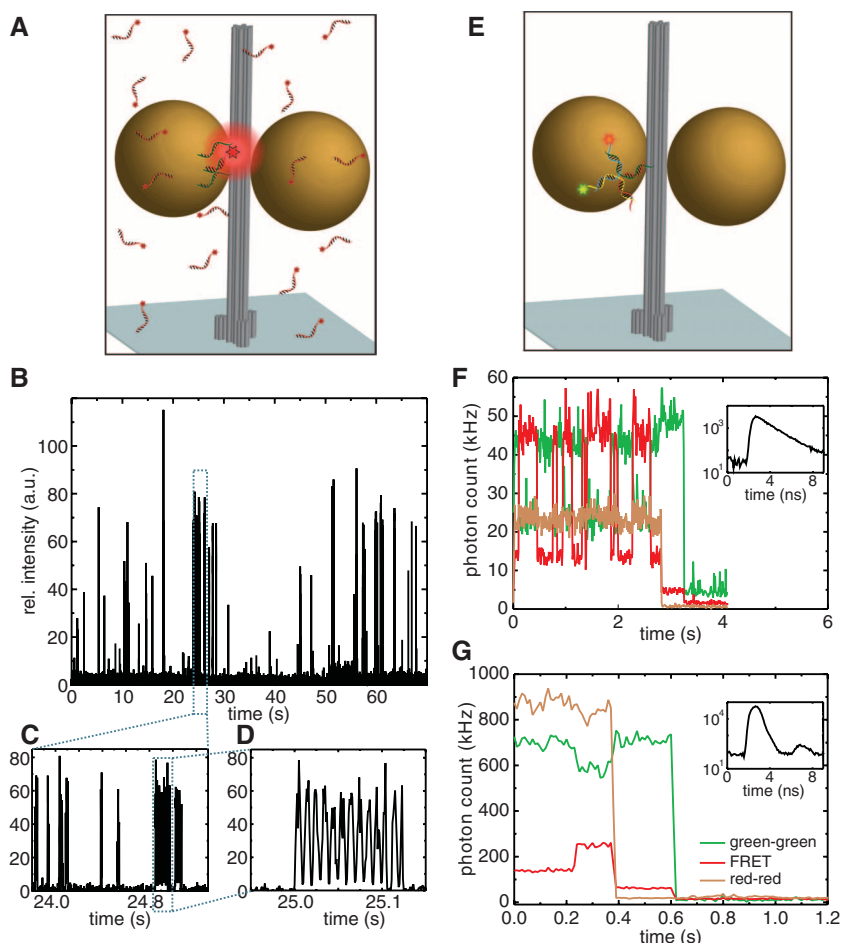 A
E
B
rel. intensity (a.u.)
120
100
80
60
40
20
0
0 10 20 30 40 50 60
time (s)
C
80
60
40
20
0
24.0 24.8
time (s)
D
80
60
40
20
0
25.0 25.1
time (s)
F
photon count (kHz)
60
50
40
30
20
10
0
0 2 4 6
time (s)
10³
10¹
0 4 8
time (ns)
G
photon count (kHz)
1000
800
600
400
200
0
0.0 0.2 0.4 0.6 0.8 1.0 1.2
time (s)
10⁴
10¹
0 4 8
time (ns)
green-green
FRET
red-red